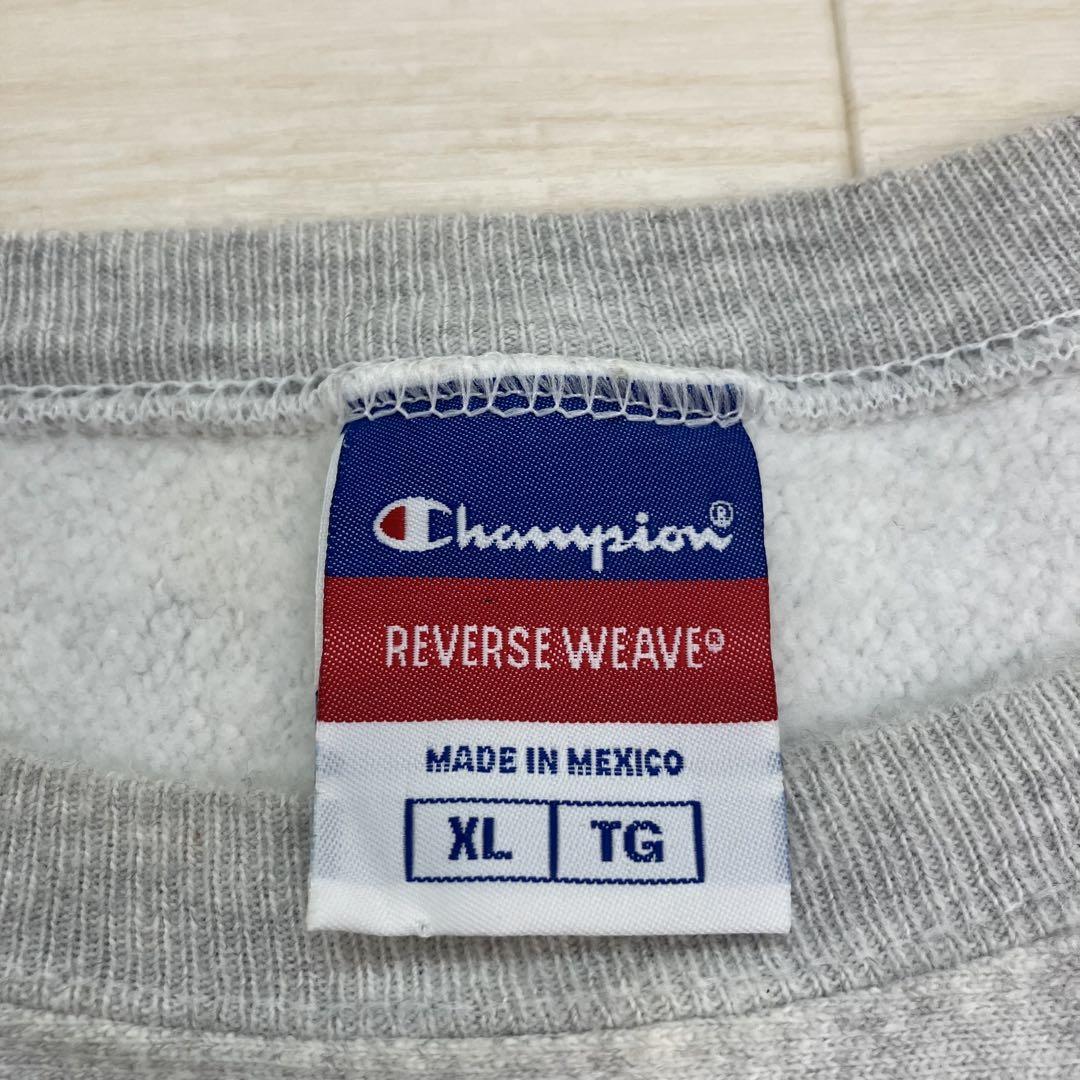 Champion®
REVERSE WEAVE®
MADE IN MEXICO
XL TG